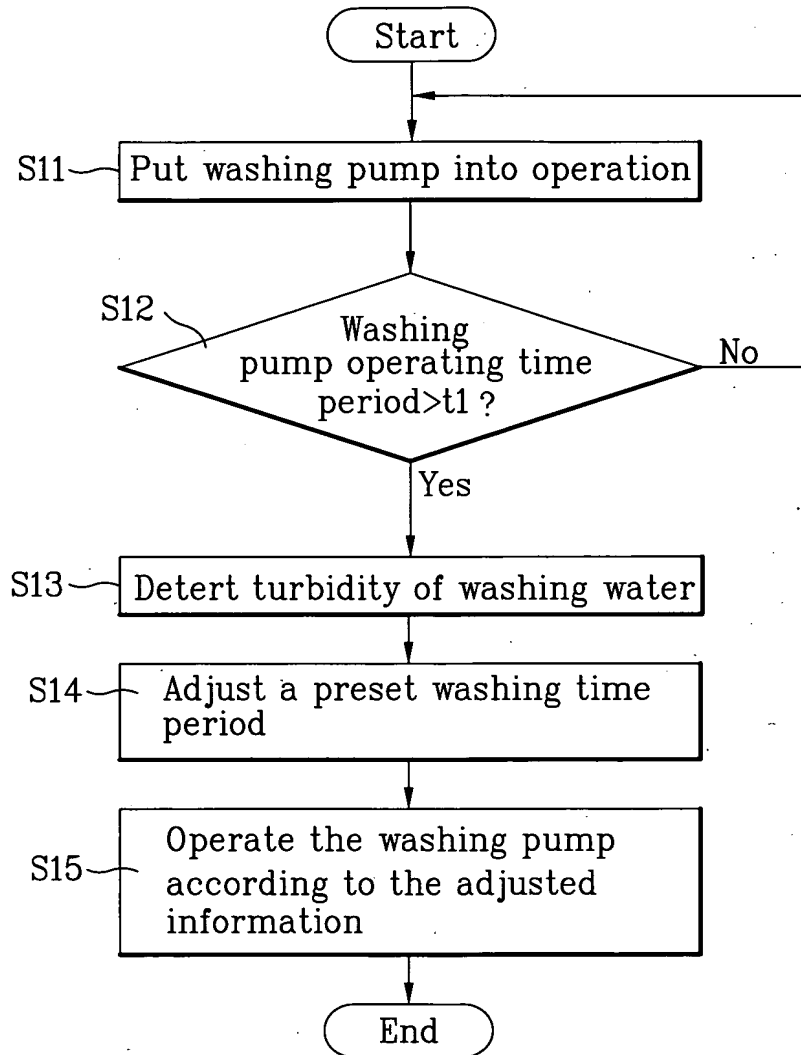 Start
S11
Put washing pump into operation
S12
Washing
pump operating time
period>t1?
No
Yes
S13
Detert turbidity of washing water
S14
Adjust a preset washing time
period
S15
Operate the washing pump
according to the adjusted
information
End